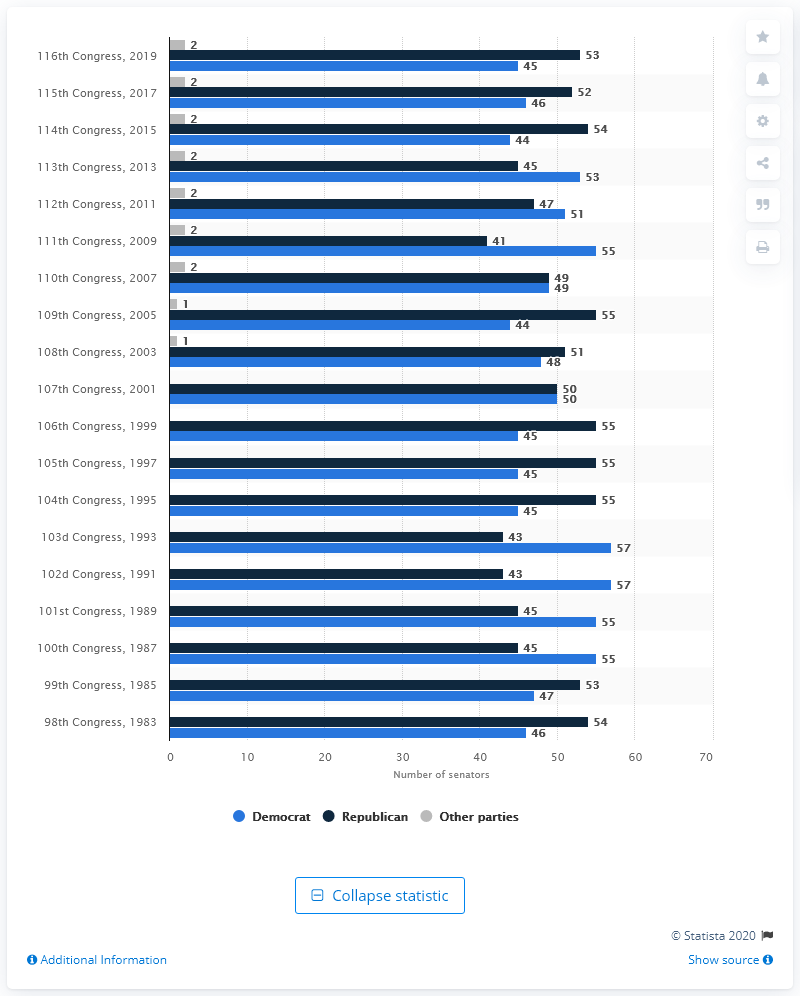 2
116th Congress, 2019 53
45
2
115th Congress, 2017 52
46
2
114th Congress, 2015 54
44
2
113th Congress, 2013 45
53
2
112th Congress, 2011 47
51
2
111th Congress, 2009 41
55
2
110th Congress, 2007 49
49
1
109th Congress, 2005 55
44
1
108th Congress, 2003 51
48
107th Congress, 2001 50
50
106th Congress, 1999 55
45
105th Congress, 1997 55
45
104th Congress, 1995 55
45
103d Congress, 1993 43
57
102d Congress, 1991 43
57
101st Congress, 1989 45
55
100th Congress, 1987 45
55
99th Congress, 1985 53
47
98th Congress, 1983 54
46
0 10 20 30 40 50 60 70
Number of senators
Democrat Republican Other parties
Collapse statistic
© Statista 2020
Additional Information Show source